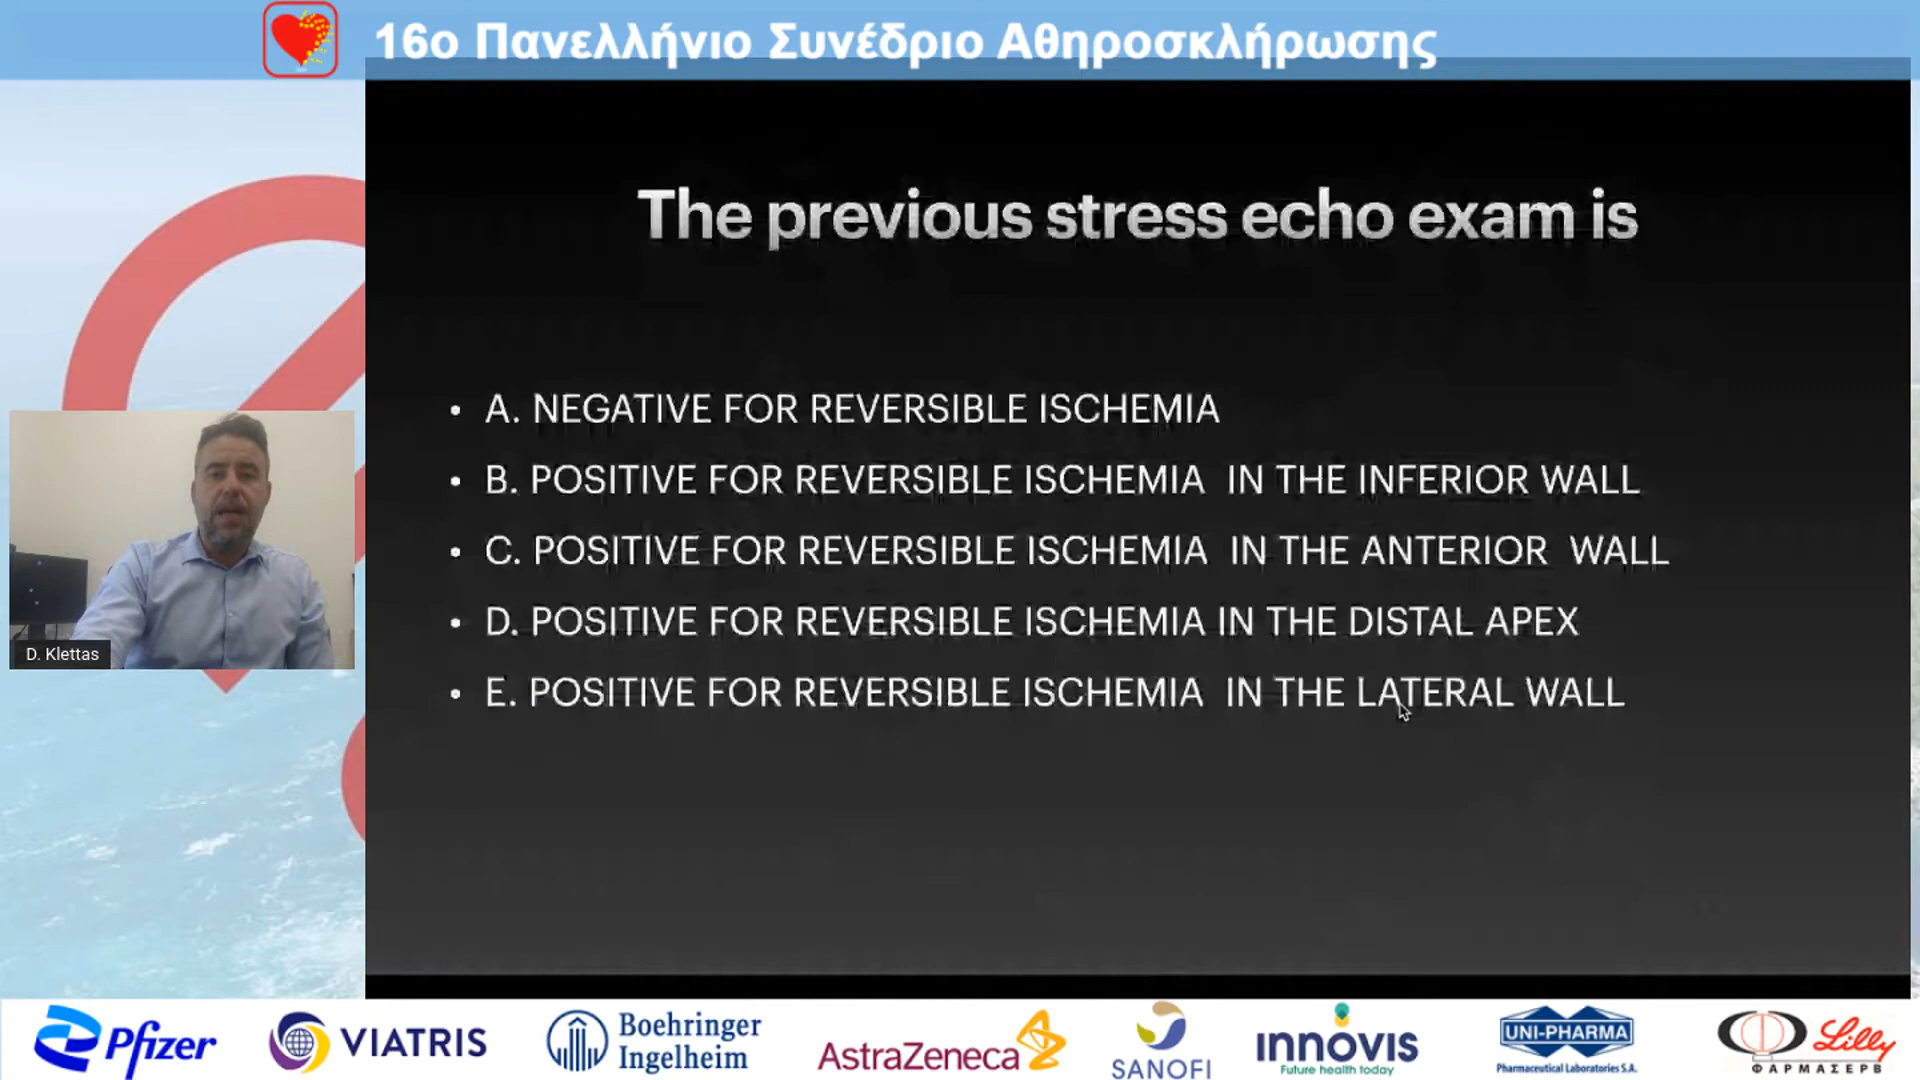 16ο Πανελλήνιο Συνέδριο Αθηροσκλήρωσης
The previous stress echo exam is
• A. NEGATIVE FOR REVERSIBLE ISCHEMIA
• B. POSITIVE FOR REVERSIBLE ISCHEMIA IN THE INFERIOR WALL
• C. POSITIVE FOR REVERSIBLE ISCHEMIA IN THE ANTERIOR WALL
• D. POSITIVE FOR REVERSIBLE ISCHEMIA IN THE DISTAL APEX
• E. POSITIVE FOR REVERSIBLE ISCHEMIA IN THE LATERAL WALL
D. Klettas
Pfizer
VIATRIS
Boehringer
Ingelheim
AstraZeneca
SANOFI
innovis
Future health today
UNI-PHARMA
Pharmaceutical Laboratories S.A.
Lilly
ΦΑΡΜΑΣΕΡΒ